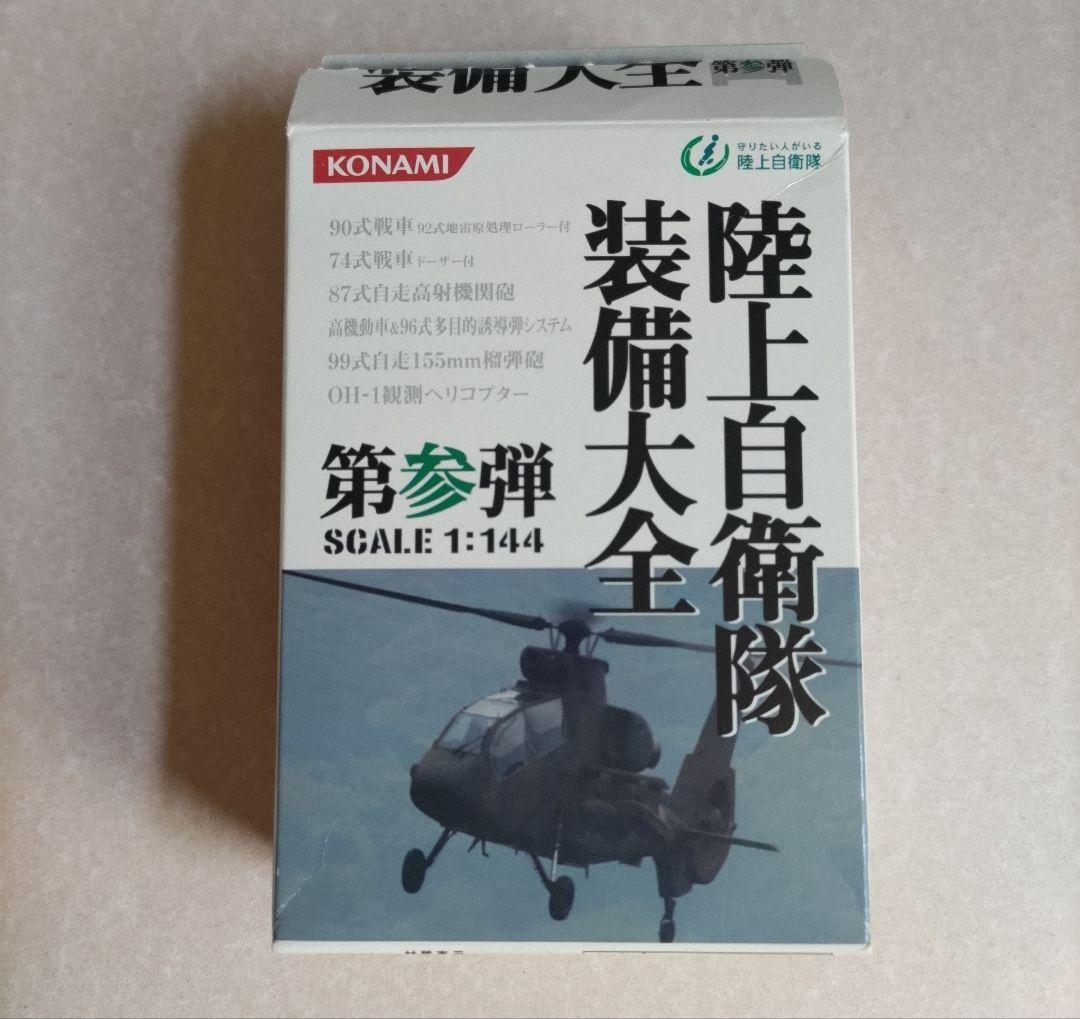 装備大全 第参弾
KONAMI
守りたい人がいる
陸上自衛隊
90式戦車 92式地雷原処理ローラー付
74式戦車 ドーザー付
87式自走高射機関砲
高機動車&96式多目的誘導弾システム
99式自走155mm榴弾砲
OH-1観測ヘリコプター
陸上自衛隊
装備大全
第参弾
SCALE 1:144